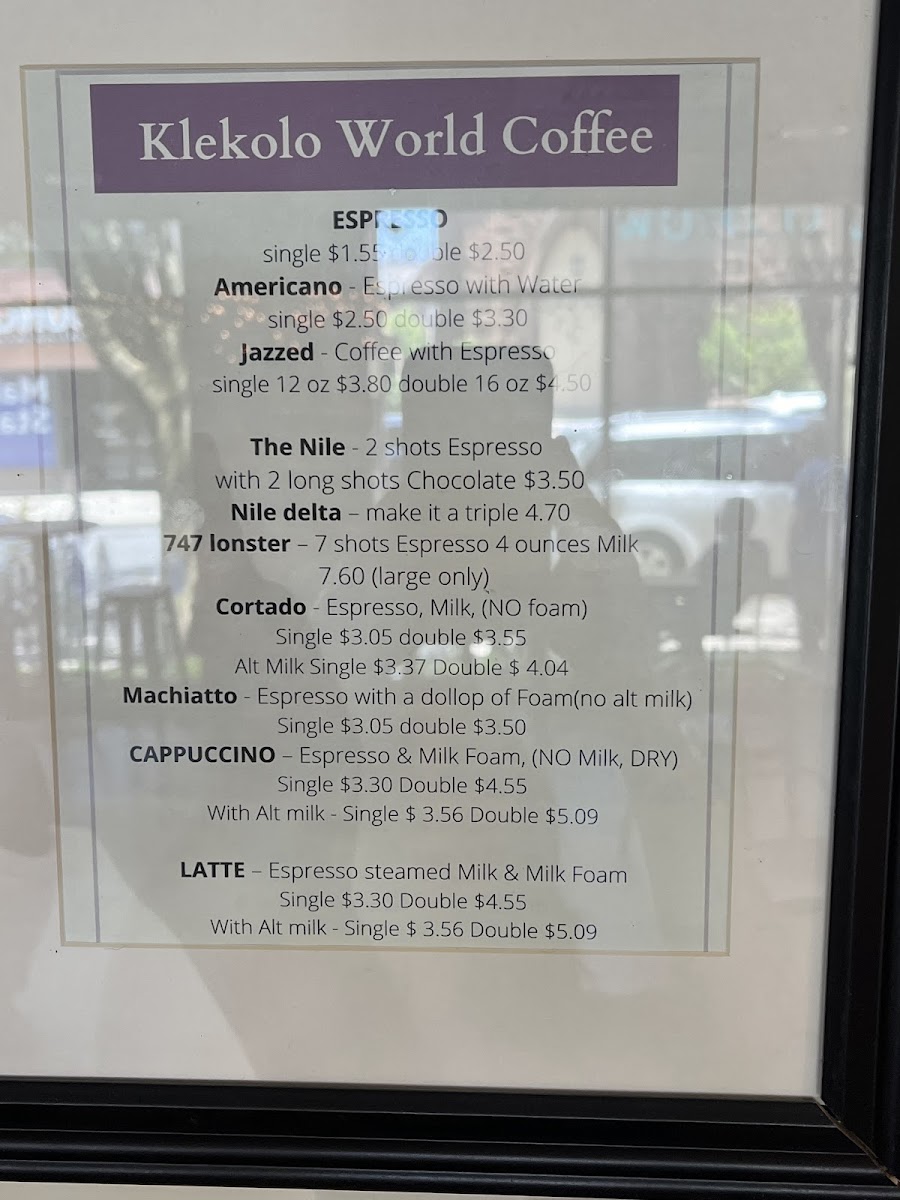 Klekolo World Coffee
ESPRESSO
single $1.55 double $2.50
Americano - Espresso with Water
single $2.50 double $3.30
Jazzed - Coffee with Espresso
single 12 oz $3.80 double 16 oz $4.50
The Nile - 2 shots Espresso
with 2 long shots Chocolate $3.50
Nile delta – make it a triple 4.70
747 lonster – 7 shots Espresso 4 ounces Milk
7.60 (large only)
Cortado - Espresso, Milk, (NO foam)
Single $3.05 double $3.55
Alt Milk Single $3.37 Double $ 4.04
Machiatto - Espresso with a dollop of Foam(no alt milk)
Single $3.05 double $3.50
CAPPUCCINO – Espresso & Milk Foam, (NO Milk, DRY)
Single $3.30 Double $4.55
With Alt milk - Single $ 3.56 Double $5.09
LATTE – Espresso steamed Milk & Milk Foam
Single $3.30 Double $4.55
With Alt milk - Single $ 3.56 Double $5.09